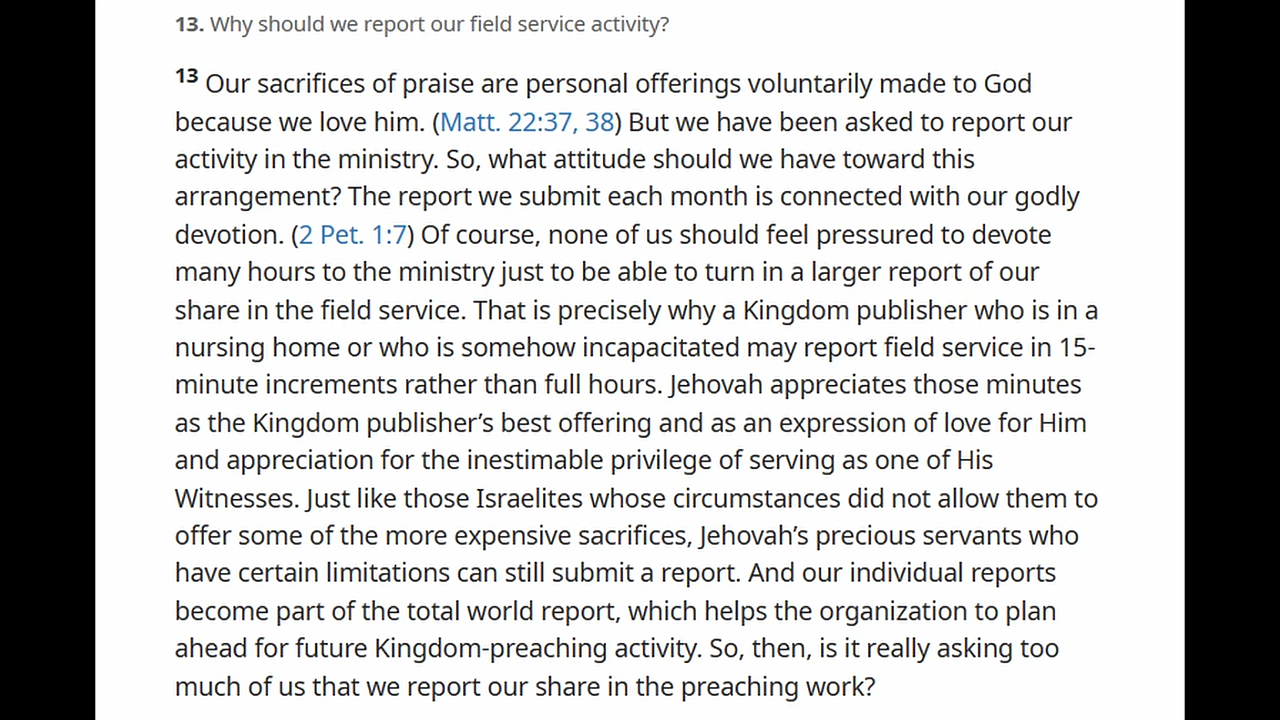 13. Why should we report our field service activity?
13 Our sacrifices of praise are personal offerings voluntarily made to God
because we love him. (Matt. 22:37, 38) But we have been asked to report our
activity in the ministry. So, what attitude should we have toward this
arrangement? The report we submit each month is connected with our godly
devotion. (2 Pet. 1:7) Of course, none of us should feel pressured to devote
many hours to the ministry just to be able to turn in a larger report of our
share in the field service. That is precisely why a Kingdom publisher who is in a
nursing home or who is somehow incapacitated may report field service in 15-
minute increments rather than full hours. Jehovah appreciates those minutes
as the Kingdom publisher’s best offering and as an expression of love for Him
and appreciation for the inestimable privilege of serving as one of His
Witnesses. Just like those Israelites whose circumstances did not allow them to
offer some of the more expensive sacrifices, Jehovah’s precious servants who
have certain limitations can still submit a report. And our individual reports
become part of the total world report, which helps the organization to plan
ahead for future Kingdom-preaching activity. So, then, is it really asking too
much of us that we report our share in the preaching work?